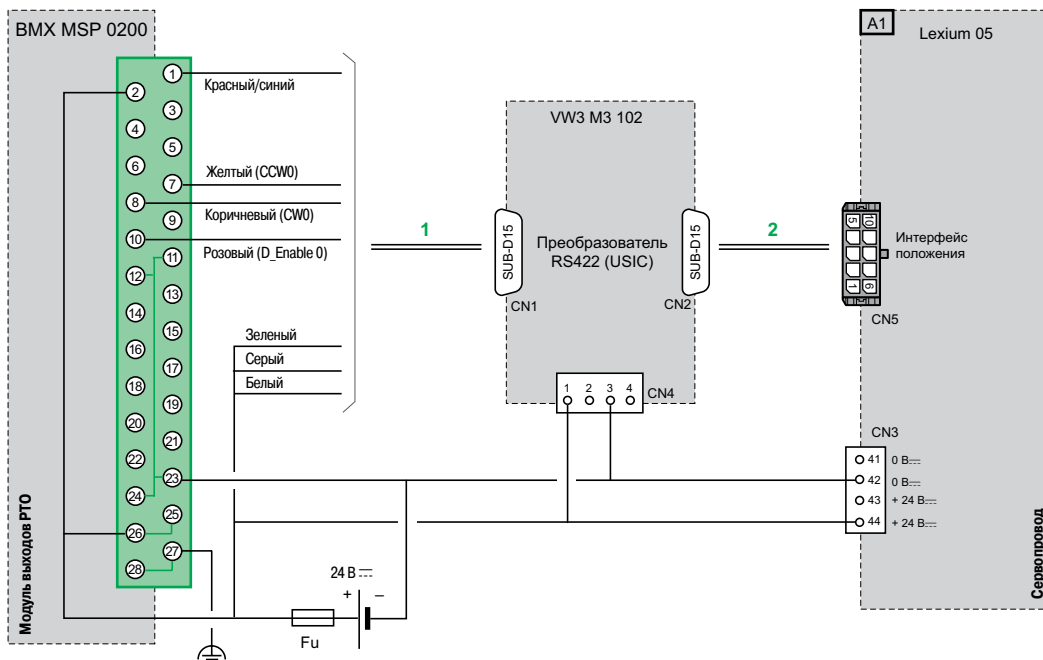 BMX MSP 0200
A1
Lexium 05
1
2
3
4
5
6
7
8
9
10
11
12
13
14
15
16
17
18
19
20
21
22
23
24
25
26
27
28
Красный/синий
Желтый (CCW0)
Коричневый (CW0)
Розовый (D_Enable 0)
Зеленый
Серый
Белый
1
VW3 M3 102
SUB-D15
Преобразователь
RS422 (USIC)
SUB-D15
CN1
CN2
2
5
10
1
6
Интерфейс
положения
CN5
1 2 3 4
CN4
CN3
41 0 В
42 0 В
43 + 24 В
44 + 24 В
Модуль выходов PTO
Сервопровод
24 В
+
–
Fu